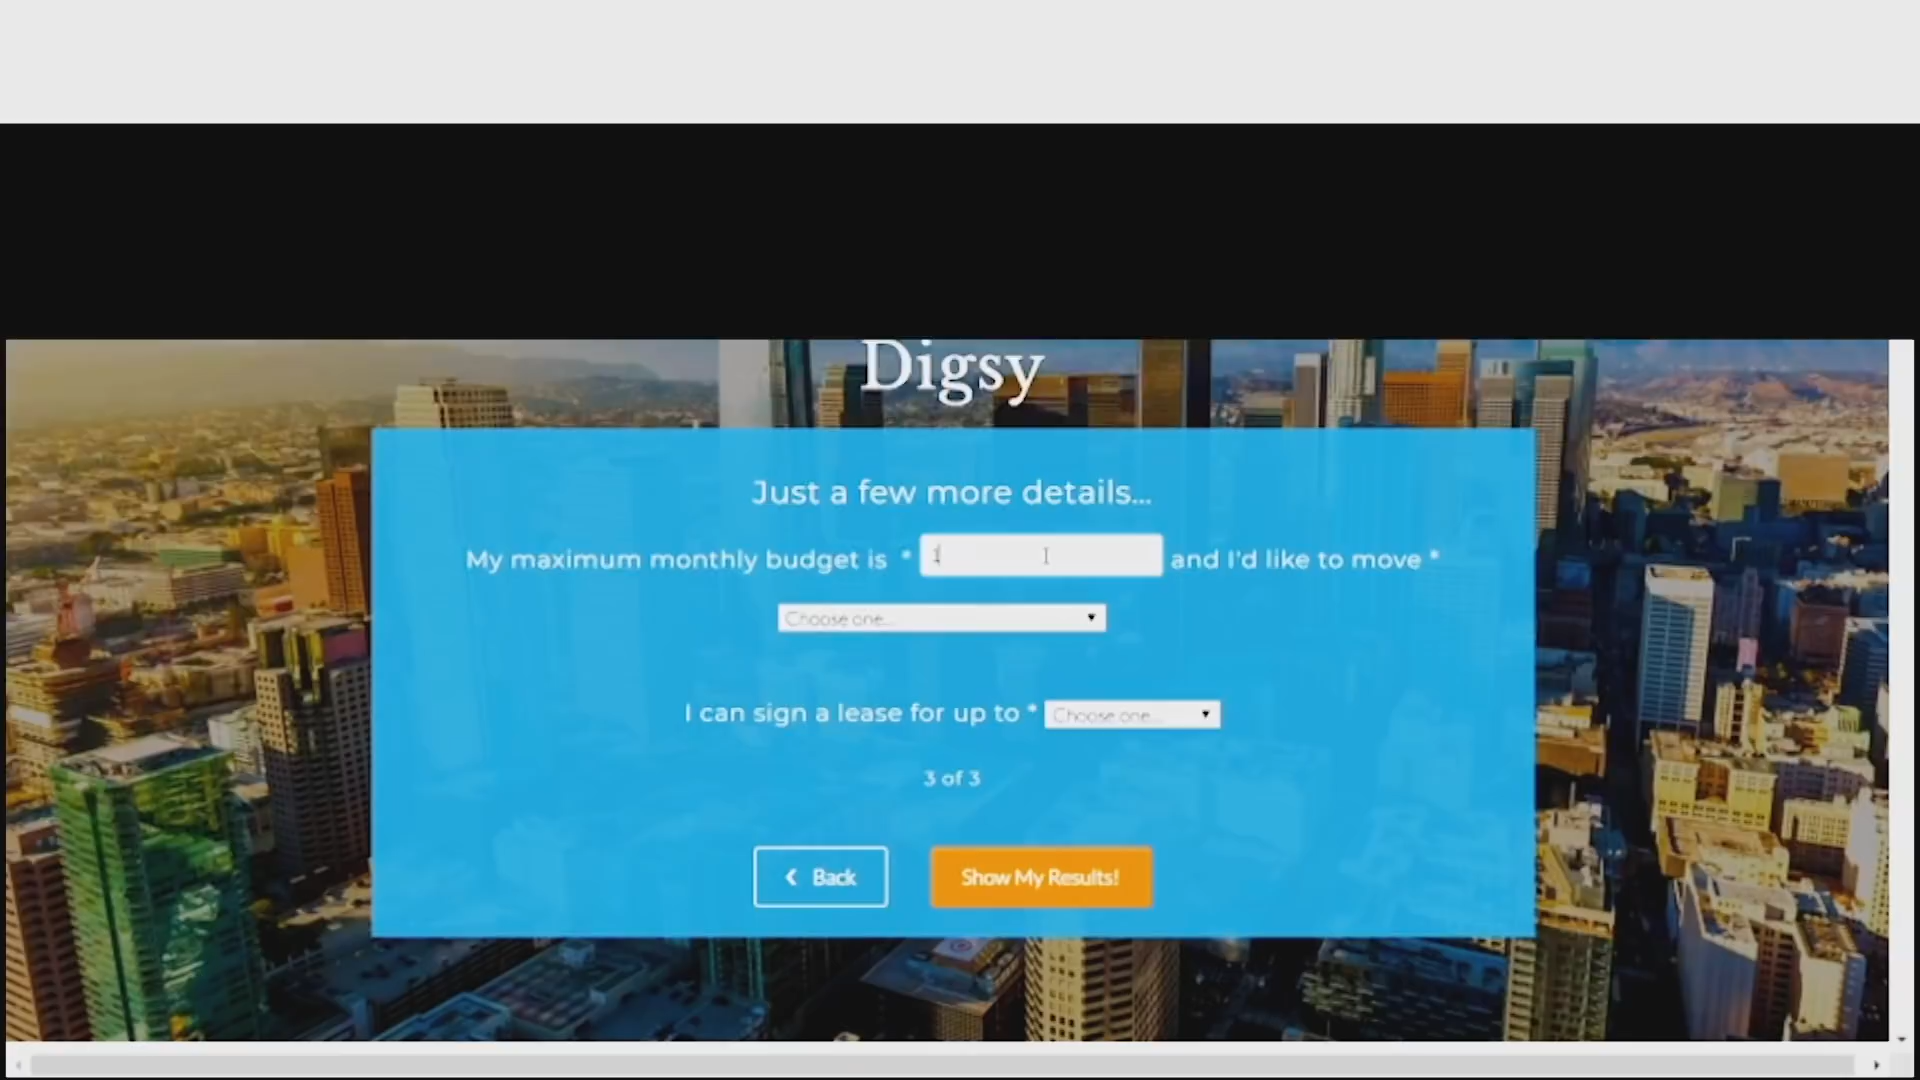 Digsy
Just a few more details...
My maximum monthly budget is * and I'd like to move *
Choose one...
I can sign a lease for up to * Choose one...
3 of 3
Back Show My Results!